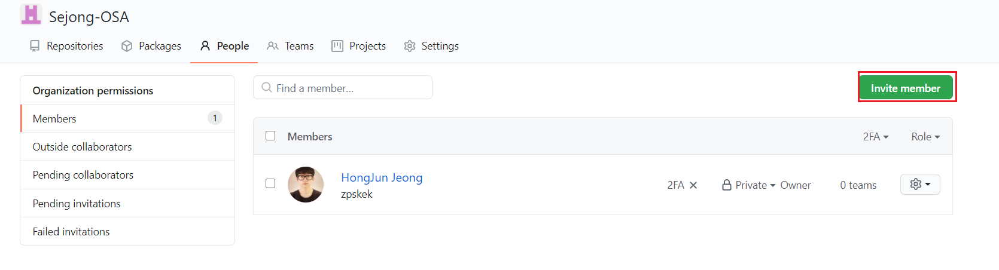 Sejong-OSA
Repositories Packages People Teams Projects Settings
Organization permissions
Members 1
Outside collaborators
Pending collaborators
Pending invitations
Failed invitations
Find a member...
Invite member
Members 2FA Role
HongJun Jeong
zpskek
2FA Private Owner 0 teams